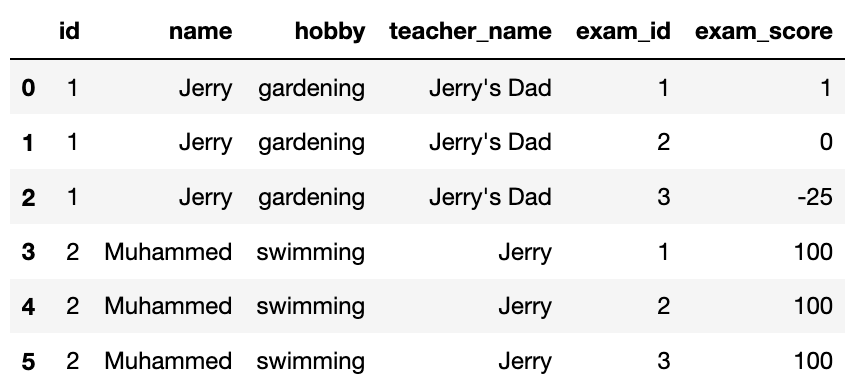 id name hobby teacher_name exam_id exam_score
0 1 Jerry gardening Jerry's Dad 1 1
1 1 Jerry gardening Jerry's Dad 2 0
2 1 Jerry gardening Jerry's Dad 3 -25
3 2 Muhammed swimming Jerry 1 100
4 2 Muhammed swimming Jerry 2 100
5 2 Muhammed swimming Jerry 3 100